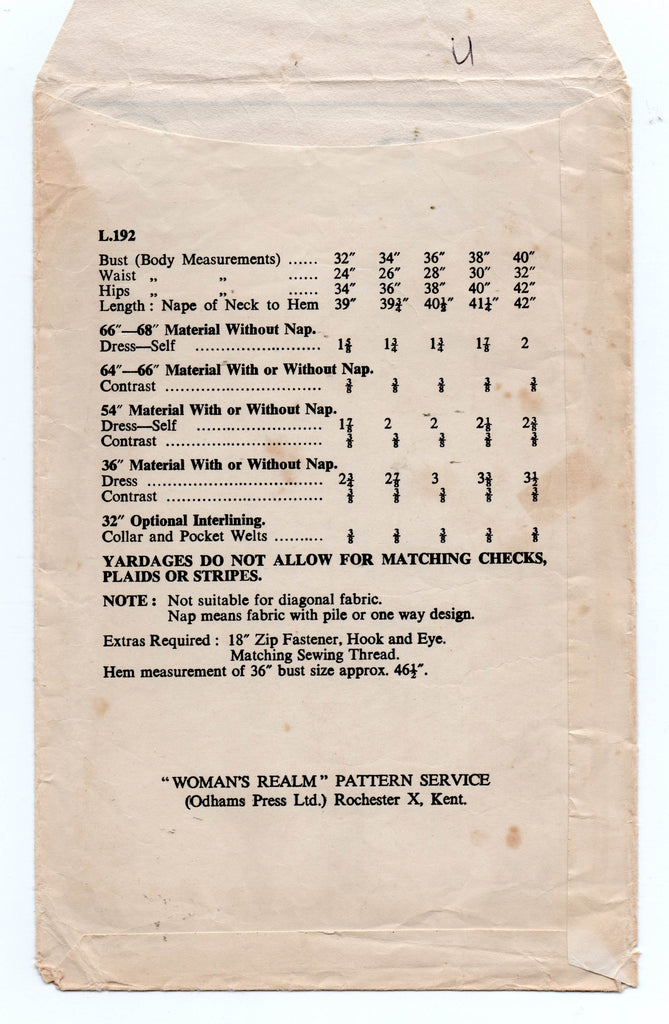 U
L.192
Bust (Body Measurements) ...... 32″ 34″ 36″ 38″ 40″
Waist „ „ ...... 24″ 26″ 28″ 30″ 32″
Hips „ „ ...... 34″ 36″ 38″ 40″ 42″
Length : Nape of Neck to Hem 39″ 39¾″ 40½″ 41¼″ 42″
66″—68″ Material Without Nap.
Dress—Self ....................... 1⅝ 1¾ 1¾ 1⅞ 2
64″—66″ Material With or Without Nap.
Contrast ............................. ⅜ ⅜ ⅜ ⅜ ⅜
54″ Material With or Without Nap.
Dress—Self ....................... 1⅞ 2 2 2⅛ 2⅜
Contrast ............................. ⅜ ⅜ ⅜ ⅜ ⅜
36″ Material With or Without Nap.
Dress ................................ 2¾ 2⅞ 3 3⅜ 3½
Contrast ............................. ⅜ ⅜ ⅜ ⅜ ⅜
32″ Optional Interlining.
Collar and Pocket Welts .......... ⅜ ⅜ ⅜ ⅜ ⅜
YARDAGES DO NOT ALLOW FOR MATCHING CHECKS,
PLAIDS OR STRIPES.
NOTE : Not suitable for diagonal fabric.
Nap means fabric with pile or one way design.
Extras Required : 18″ Zip Fastener, Hook and Eye.
Matching Sewing Thread.
Hem measurement of 36″ bust size approx. 46½″.
“WOMAN'S REALM” PATTERN SERVICE
(Odhams Press Ltd.) Rochester X, Kent.